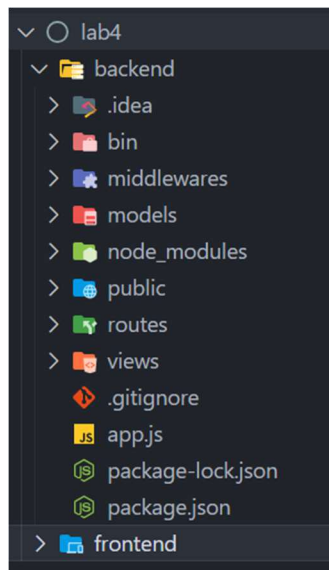 lab4
backend
.idea
bin
middlewares
models
node_modules
public
routes
views
.gitignore
JS app.js
package-lock.json
package.json
frontend